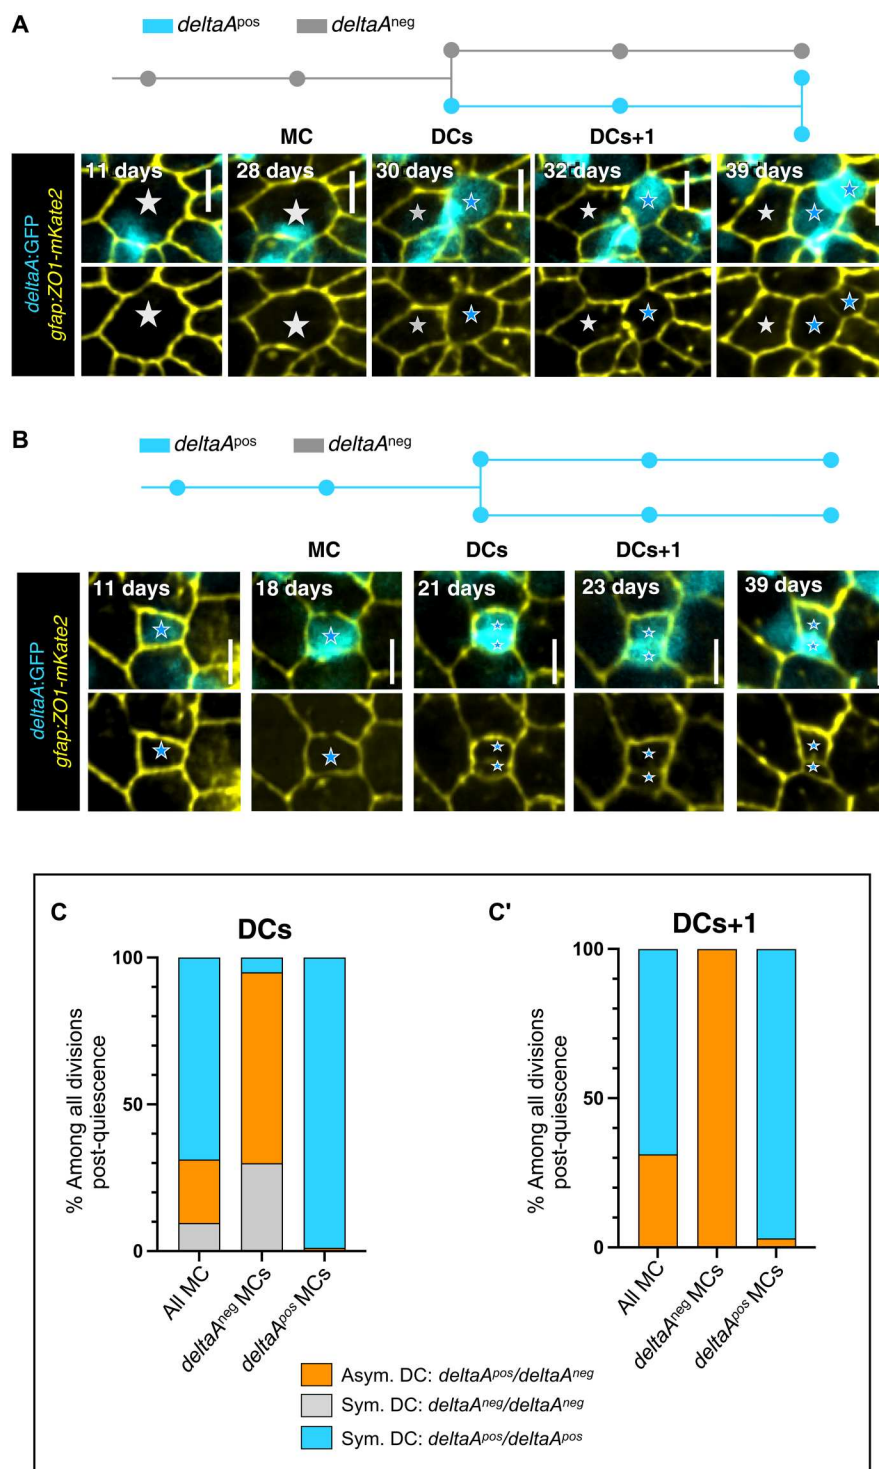 A
deltaApos deltaAneg
MC DCs DCs+1
deltaA:GFP
gfap:ZO1-mKate2
11 days 28 days 30 days 32 days 39 days
B
deltaApos deltaAneg
MC DCs DCs+1
deltaA:GFP
gfap:ZO1-mKate2
11 days 18 days 21 days 23 days 39 days
C
DCs
% Among all divisions
post-quiescence
100
50
0
All MC
deltaAneg MCs
deltaApos MCs
C'
DCs+1
% Among all divisions
post-quiescence
100
50
0
All MC
deltaAneg MCs
deltaApos MCs
Asym. DC: deltaApos/deltaAneg
Sym. DC: deltaAneg/deltaAneg
Sym. DC: deltaApos/deltaApos